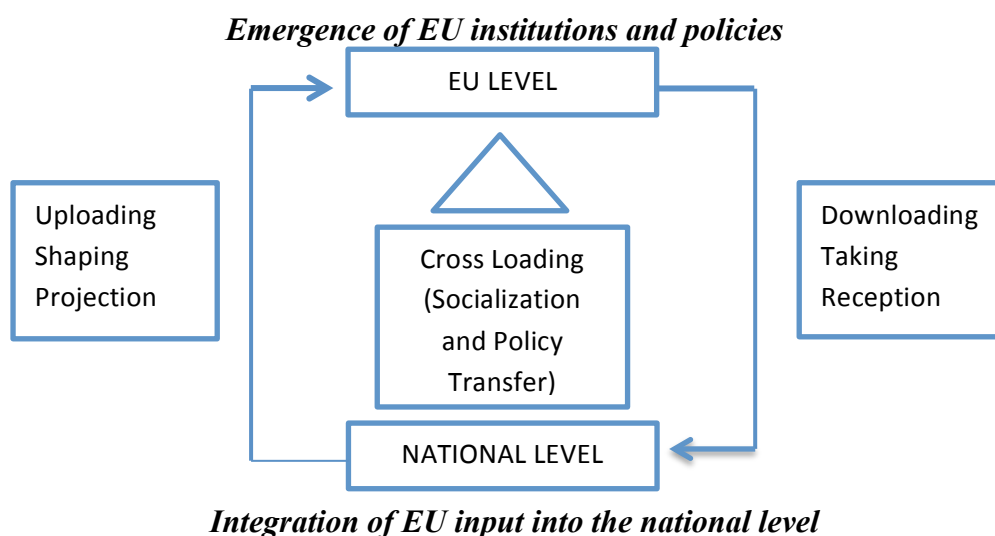 Emergence of EU institutions and policies
EU LEVEL
Uploading
Shaping
Projection
Cross Loading
(Socialization
and Policy
Transfer)
Downloading
Taking
Reception
NATIONAL LEVEL
Integration of EU input into the national level